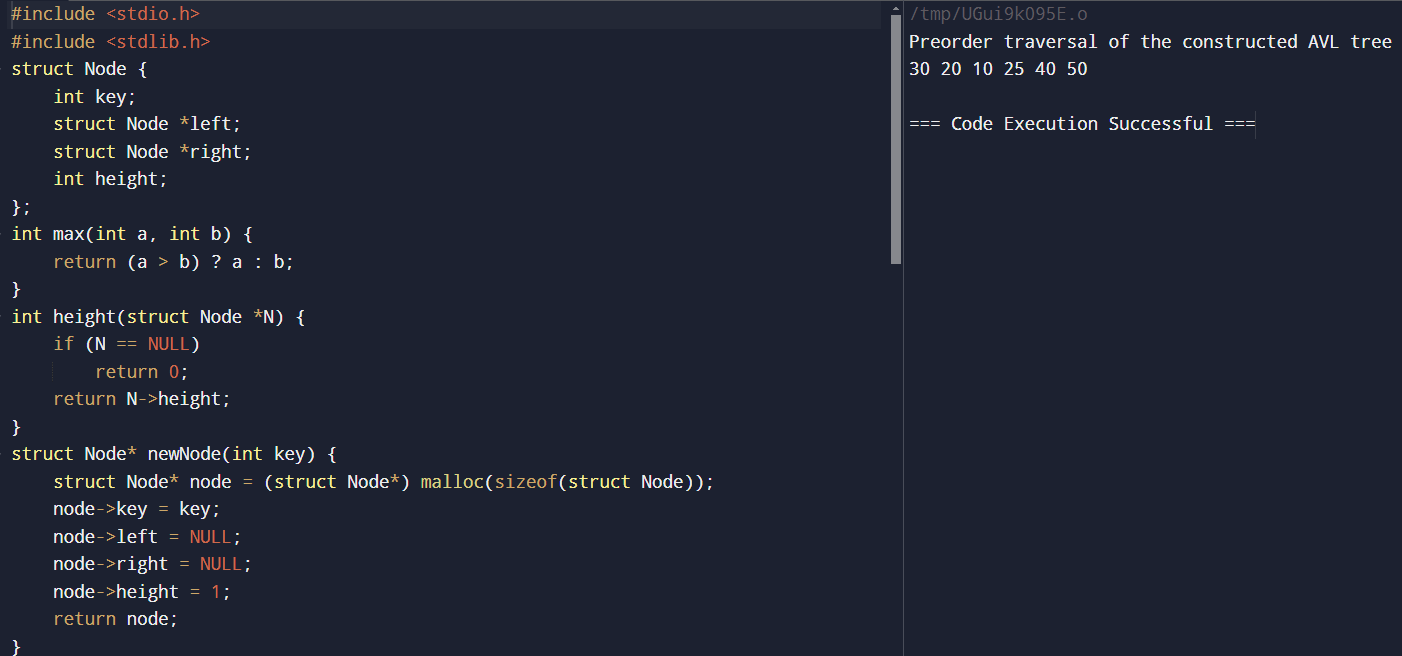 #include <stdio.h>
#include <stdlib.h>
struct Node {
    int key;
    struct Node *left;
    struct Node *right;
    int height;
};
int max(int a, int b) {
    return (a > b) ? a : b;
}
int height(struct Node *N) {
    if (N == NULL)
        return 0;
    return N->height;
}
struct Node* newNode(int key) {
    struct Node* node = (struct Node*) malloc(sizeof(struct Node));
    node->key = key;
    node->left = NULL;
    node->right = NULL;
    node->height = 1;
    return node;
}
/tmp/UGui9k095E.o
Preorder traversal of the constructed AVL tree
30 20 10 25 40 50
=== Code Execution Successful ===